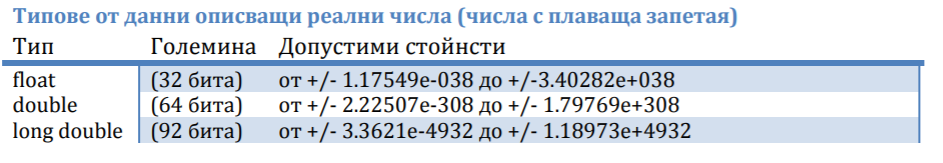 Типове от данни описващи реални числа (числа с плаваща запетая)
Тип Големина Допустими стойнсти
float (32 бита) от +/- 1.17549e-038 до +/-3.40282e+038
double (64 бита) от +/- 2.22507e-308 до +/- 1.79769e+308
long double (92 бита) от +/- 3.3621e-4932 до +/- 1.18973e+4932